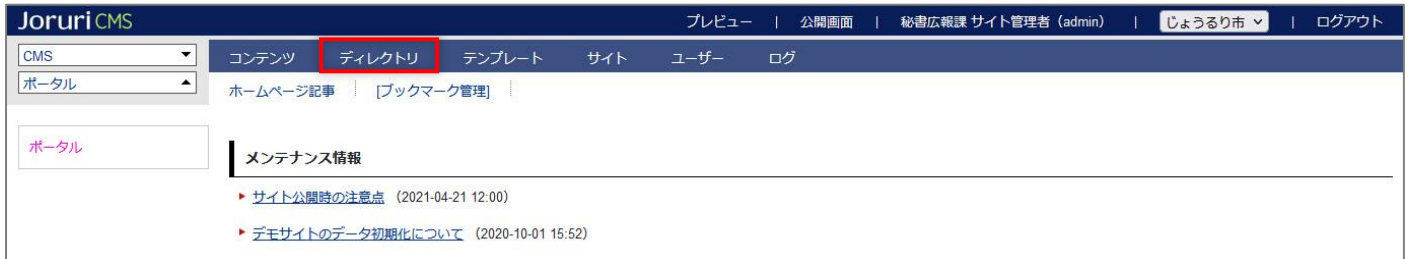 Joruri CMS プレビュー | 公開画面 | 秘書広報課 サイト管理者（admin） | じょうるり市 | ログアウト
CMS コンテンツ ディレクトリ テンプレート サイト ユーザー ログ
ポータル ホームページ記事 [ブックマーク管理]
ポータル
メンテナンス情報
サイト公開時の注意点 （2021-04-21 12:00）
デモサイトのデータ初期化について （2020-10-01 15:52）